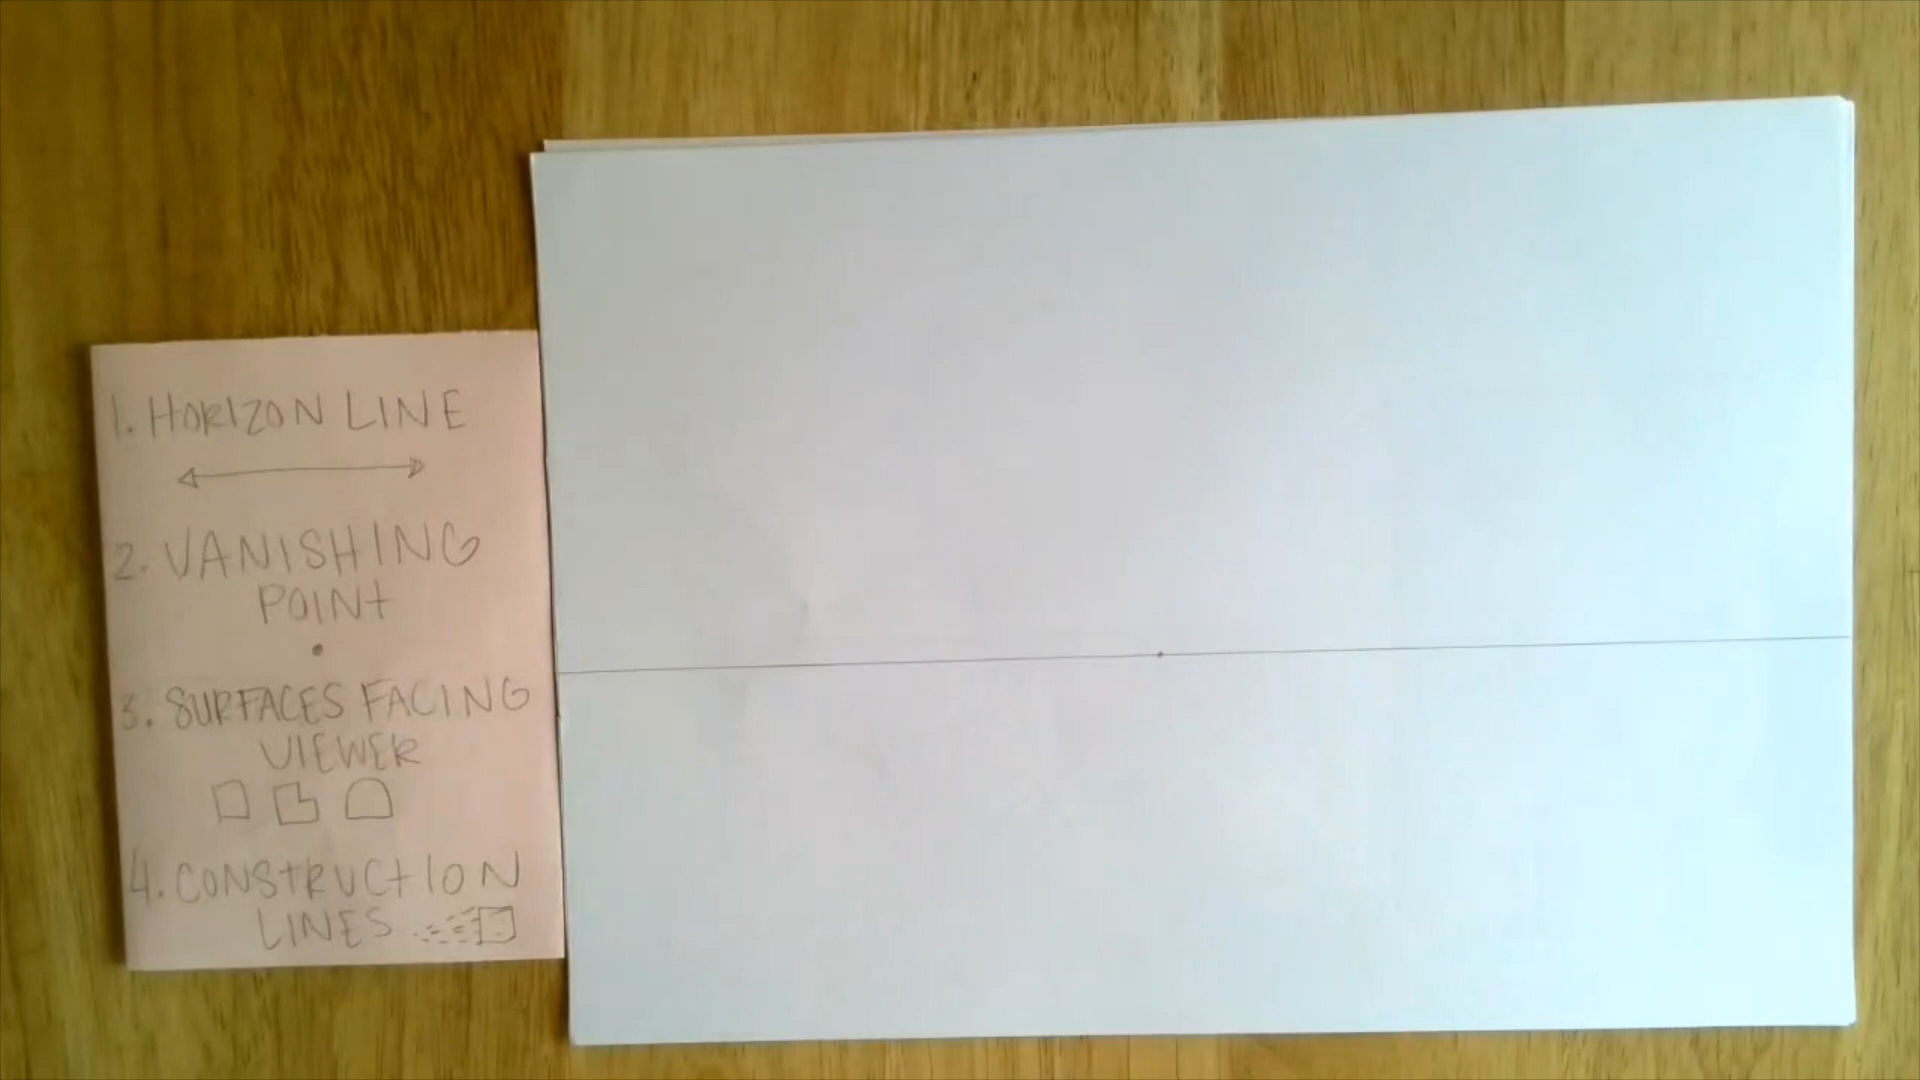 1. HORIZON LINE
2. VANISHING
POINT
3. SURFACES FACING
VIEWER
4. CONSTRUCTION
LINES